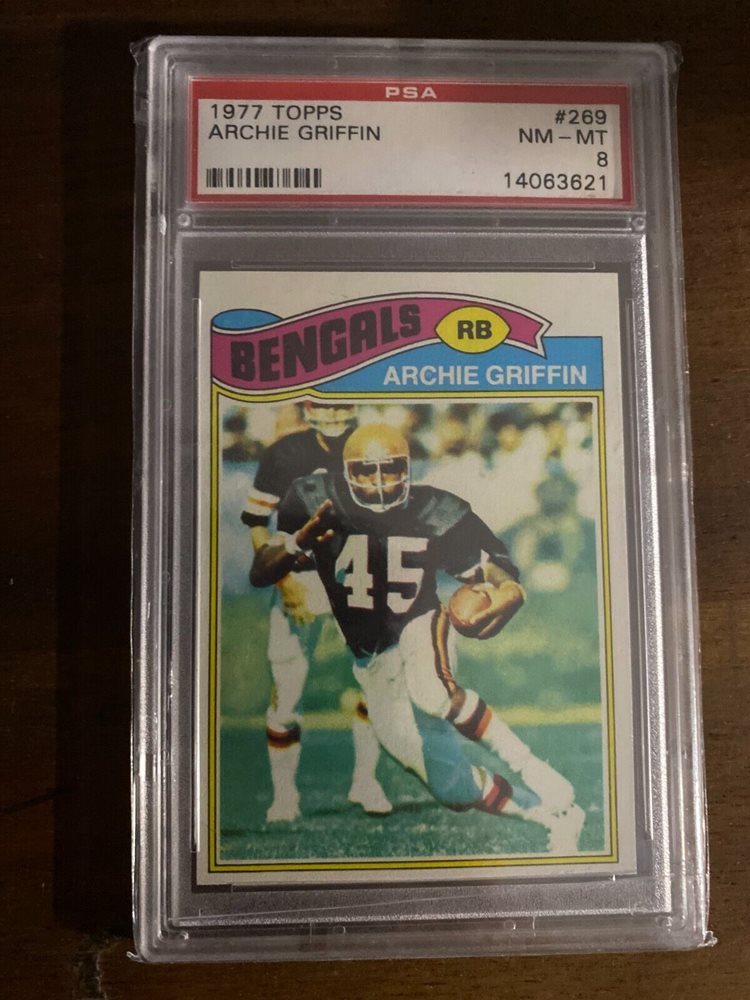 PSA
1977 TOPPS #269
ARCHIE GRIFFIN NM-MT
8
14063621
BENGALS RB
ARCHIE GRIFFIN
45